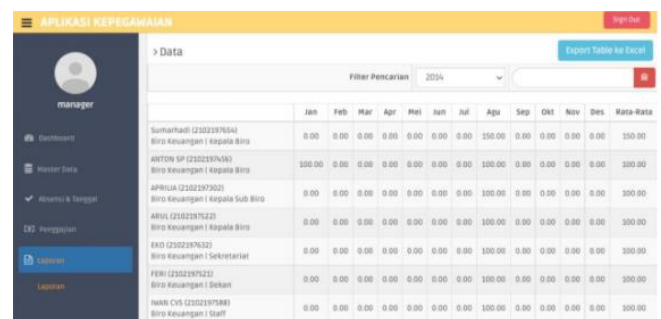 APLIKASI KEPEGAWAIAN
Sign Out
> Data
Export Table ke Excel
Filter Pencarian 2014
manager
Jan Feb Mar Apr Mei Jun Jul Agu Sep Okt Nov Des Rata-Rata
Dashboard
Sumarhadi (2102197654)
Biro Keuangan | Kepala Biro
0.00 0.00 0.00 0.00 0.00 0.00 0.00 150.00 0.00 0.00 0.00 0.00 150.00
Master Data
ANTON SP (2102197456)
Biro Keuangan | Kepala Biro
100.00 0.00 0.00 0.00 0.00 0.00 0.00 100.00 0.00 0.00 0.00 0.00 100.00
Absensi & Tanggal
APRILIA (2102197302)
Biro Keuangan | Kepala Sub Biro
0.00 0.00 0.00 0.00 0.00 0.00 0.00 100.00 0.00 0.00 0.00 0.00 100.00
Penggajian
ARUL (2102197522)
Biro Keuangan | Kepala Biro
0.00 0.00 0.00 0.00 0.00 0.00 0.00 100.00 0.00 0.00 0.00 0.00 100.00
Laporan
EKO (2102197632)
Biro Keuangan | Sekretariat
0.00 0.00 0.00 0.00 0.00 0.00 0.00 100.00 0.00 0.00 0.00 0.00 100.00
Laporan
FERI (2102197521)
Biro Keuangan | Dekan
0.00 0.00 0.00 0.00 0.00 0.00 0.00 100.00 0.00 0.00 0.00 0.00 100.00
IWAN CVS (2102197588)
Biro Keuangan | Staff
0.00 0.00 0.00 0.00 0.00 0.00 0.00 100.00 0.00 0.00 0.00 0.00 100.00